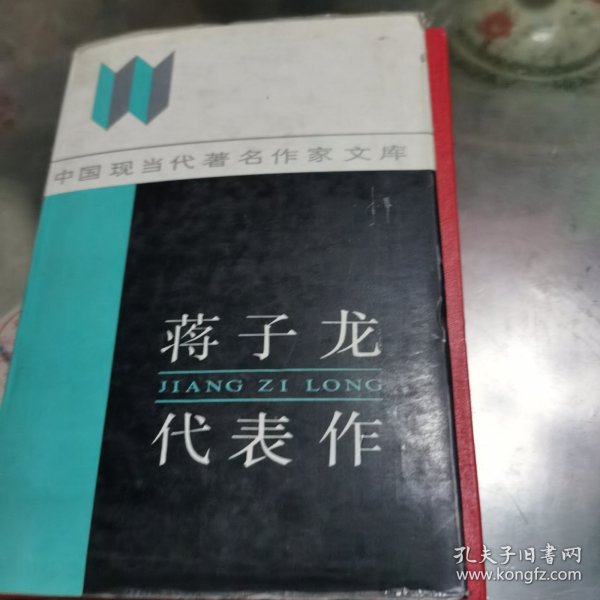 中国现当代著名作家文库
蒋子龙
JIANG ZI LONG
代表作
孔夫子旧书网
www.kongfz.com